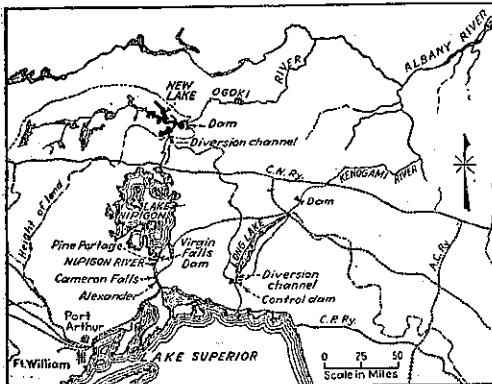 ALBANY RIVER
NEW
LAKE
OGOKI
RIVER
Dam
Diversion channel
C.N. Ry.
KENOGAMI
RIVER
Height of land
LAKE
NIPIGON
Dam
LONG LAKE
A.C. Ry.
Pine Portage
Virgin
Falls
Dam
NIPIGON RIVER
Cameron Falls
Alexander
Diversion
channel
Control dam
Port
Arthur
C.P. Ry.
Ft. William
LAKE SUPERIOR
0 25 50
Scale in Miles